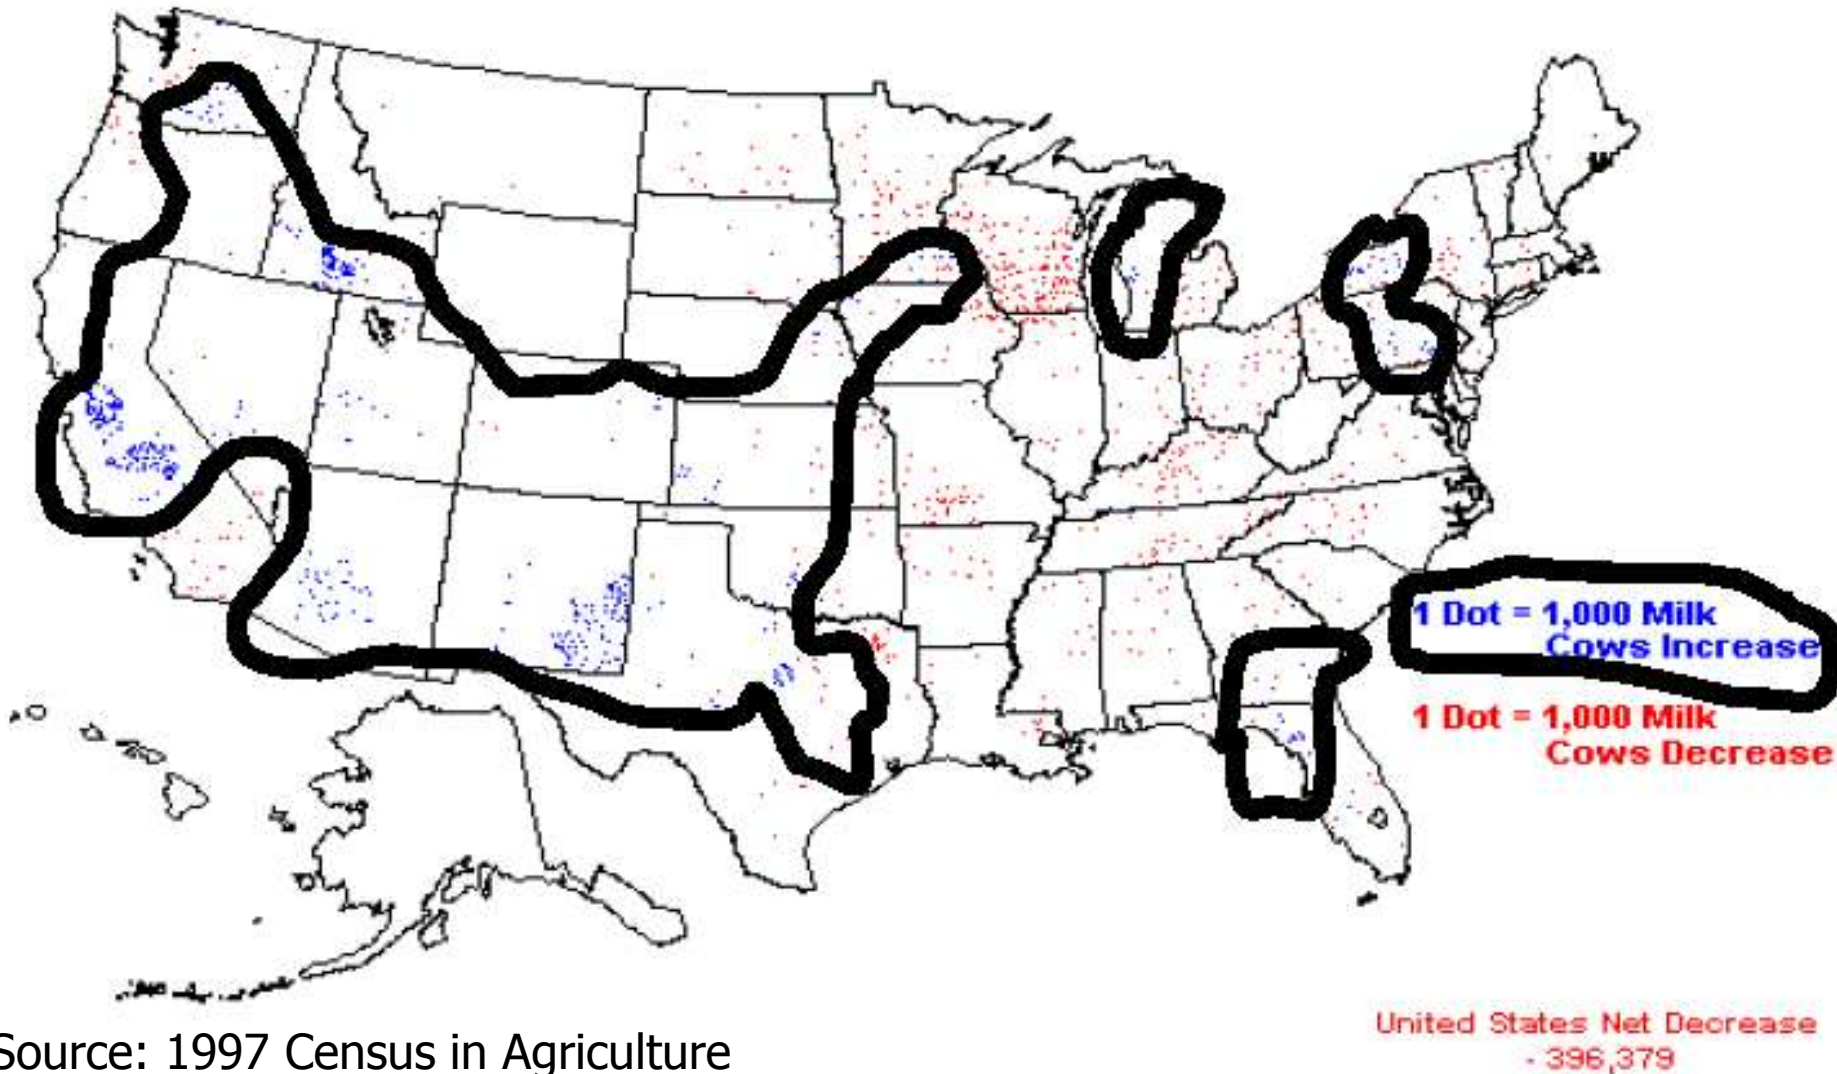 1 Dot = 1,000 Milk
Cows Increase
1 Dot = 1,000 Milk
Cows Decrease
United States Net Decrease
- 396,379
Source: 1997 Census in Agriculture